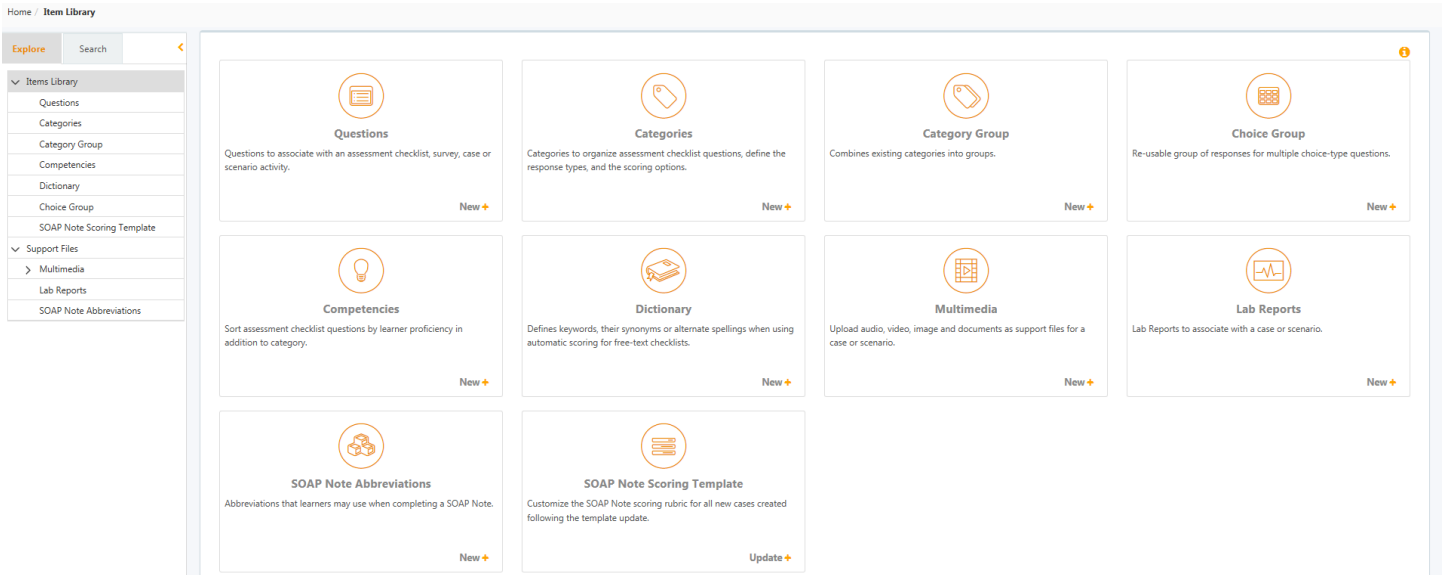 Home / Item Library
Explore
Search
Items Library
Questions
Categories
Category Group
Competencies
Dictionary
Choice Group
SOAP Note Scoring Template
Support Files
Multimedia
Lab Reports
SOAP Note Abbreviations
Questions
Questions to associate with an assessment checklist, survey, case or
scenario activity.
New +
Categories
Categories to organize assessment checklist questions, define the
response types, and the scoring options.
New +
Category Group
Combines existing categories into groups.
New +
Choice Group
Re-usable group of responses for multiple choice-type questions.
New +
Competencies
Sort assessment checklist questions by learner proficiency in
addition to category.
New +
Dictionary
Defines keywords, their synonyms or alternate spellings when using
automatic scoring for free-text checklists.
New +
Multimedia
Upload audio, video, image and documents as support files for a
case or scenario.
New +
Lab Reports
Lab Reports to associate with a case or scenario.
New +
SOAP Note Abbreviations
Abbreviations that learners may use when completing a SOAP Note.
New +
SOAP Note Scoring Template
Customize the SOAP Note scoring rubric for all new cases created
following the template update.
Update +